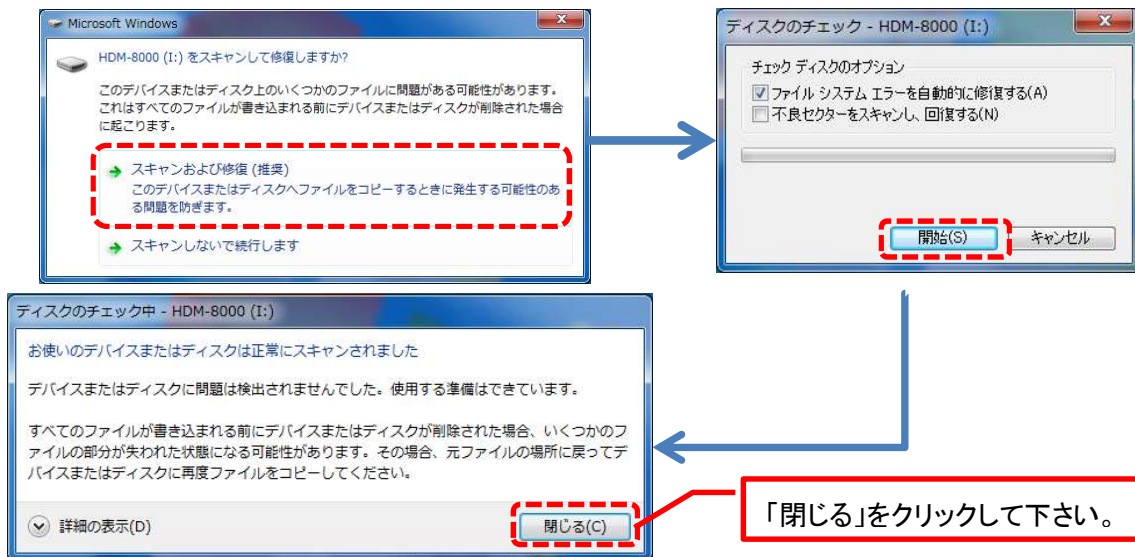 Microsoft Windows
HDM-8000 (I:) をスキャンして修復しますか?
このデバイスまたはディスク上のいくつかのファイルに問題がある可能性があります。
これはすべてのファイルが書き込まれる前にデバイスまたはディスクが削除された場合
に起こります。
スキャンおよび修復 (推奨)
このデバイスまたはディスクへファイルをコピーするときに発生する可能性のあ
る問題を防ぎます。
スキャンしないで続行します
ディスクのチェック - HDM-8000 (I:)
チェック ディスクのオプション
ファイル システム エラーを自動的に修復する(A)
不良セクターをスキャンし、回復する(N)
開始(S)
キャンセル
ディスクのチェック中 - HDM-8000 (I:)
お使いのデバイスまたはディスクは正常にスキャンされました
デバイスまたはディスクに問題は検出されませんでした。使用する準備はできています。
すべてのファイルが書き込まれる前にデバイスまたはディスクが削除された場合、いくつかのフ
ァイルの部分が失われた状態になる可能性があります。その場合、元ファイルの場所に戻ってデ
バイスまたはディスクに再度ファイルをコピーしてください。
詳細の表示(D)
閉じる(C)
「閉じる」をクリックして下さい。